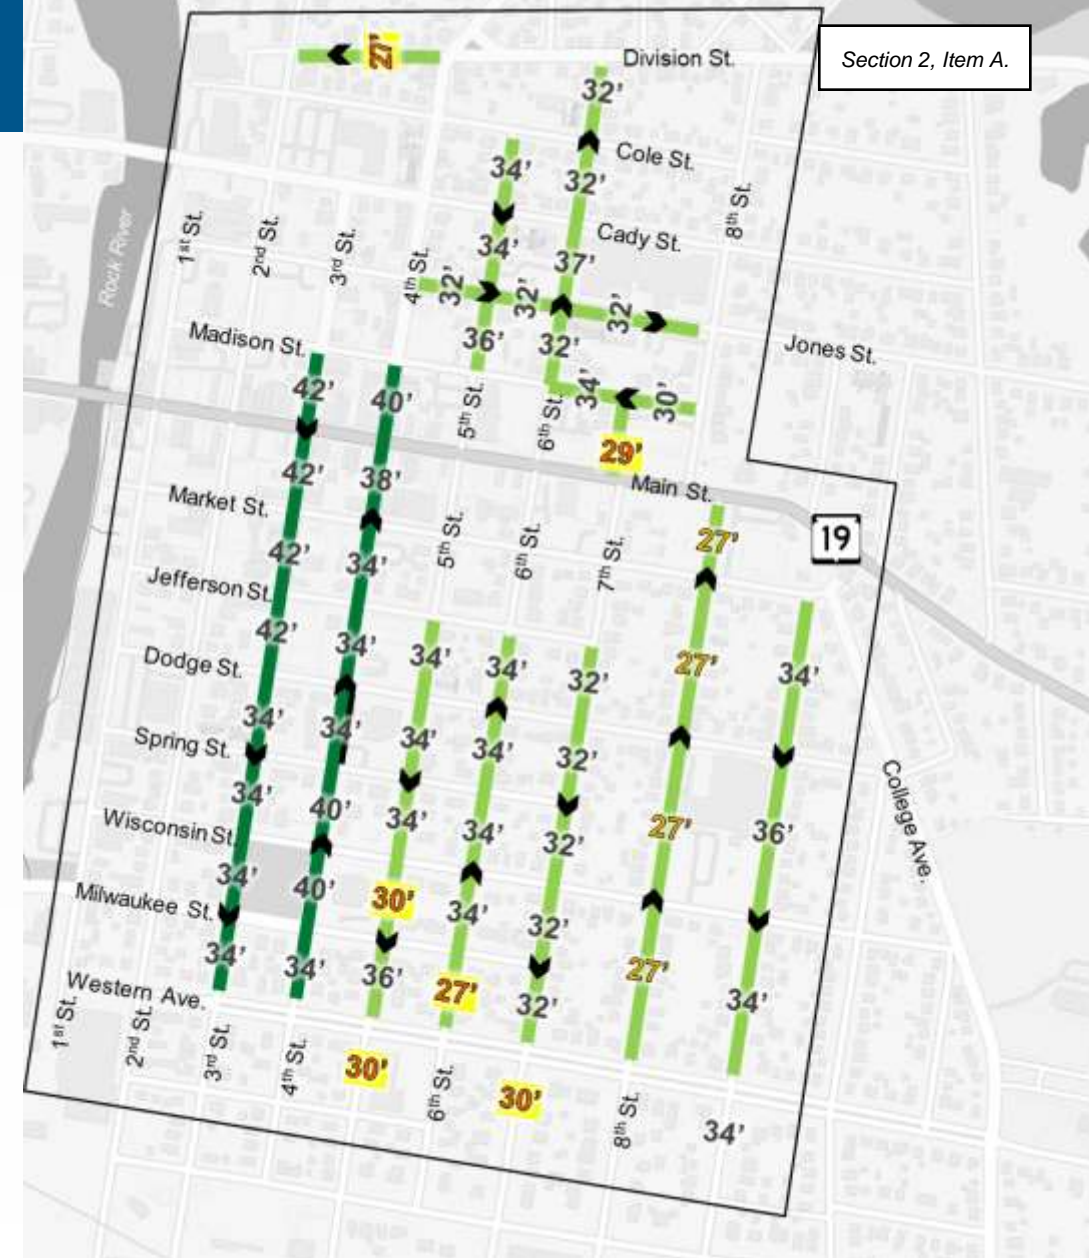 27'
Division St.
Section 2, Item A.
32'
Cole St.
34'
32'
8th St.
1st St.
2nd St.
3rd St.
Rock River
Cady St.
34'
37'
4th St.
32'
32'
32'
Madison St.
36'
32'
Jones St.
42'
40'
34'
30'
5th St.
6th St.
29'
42'
38'
Main St.
Market St.
19
27'
5th St.
6th St.
7th St.
42'
34'
Jefferson St.
42'
34'
34'
34'
32'
27'
34'
Dodge St.
34'
34'
34'
34'
32'
Spring St.
34'
40'
34'
34'
32'
27'
36'
College Ave.
Wisconsin St.
34'
40'
30'
34'
32'
Milwaukee St.
34'
34'
36'
27'
32'
27'
34'
Western Ave.
1st St.
2nd St.
3rd St.
4th St.
30'
6th St.
30'
8th St.
34'